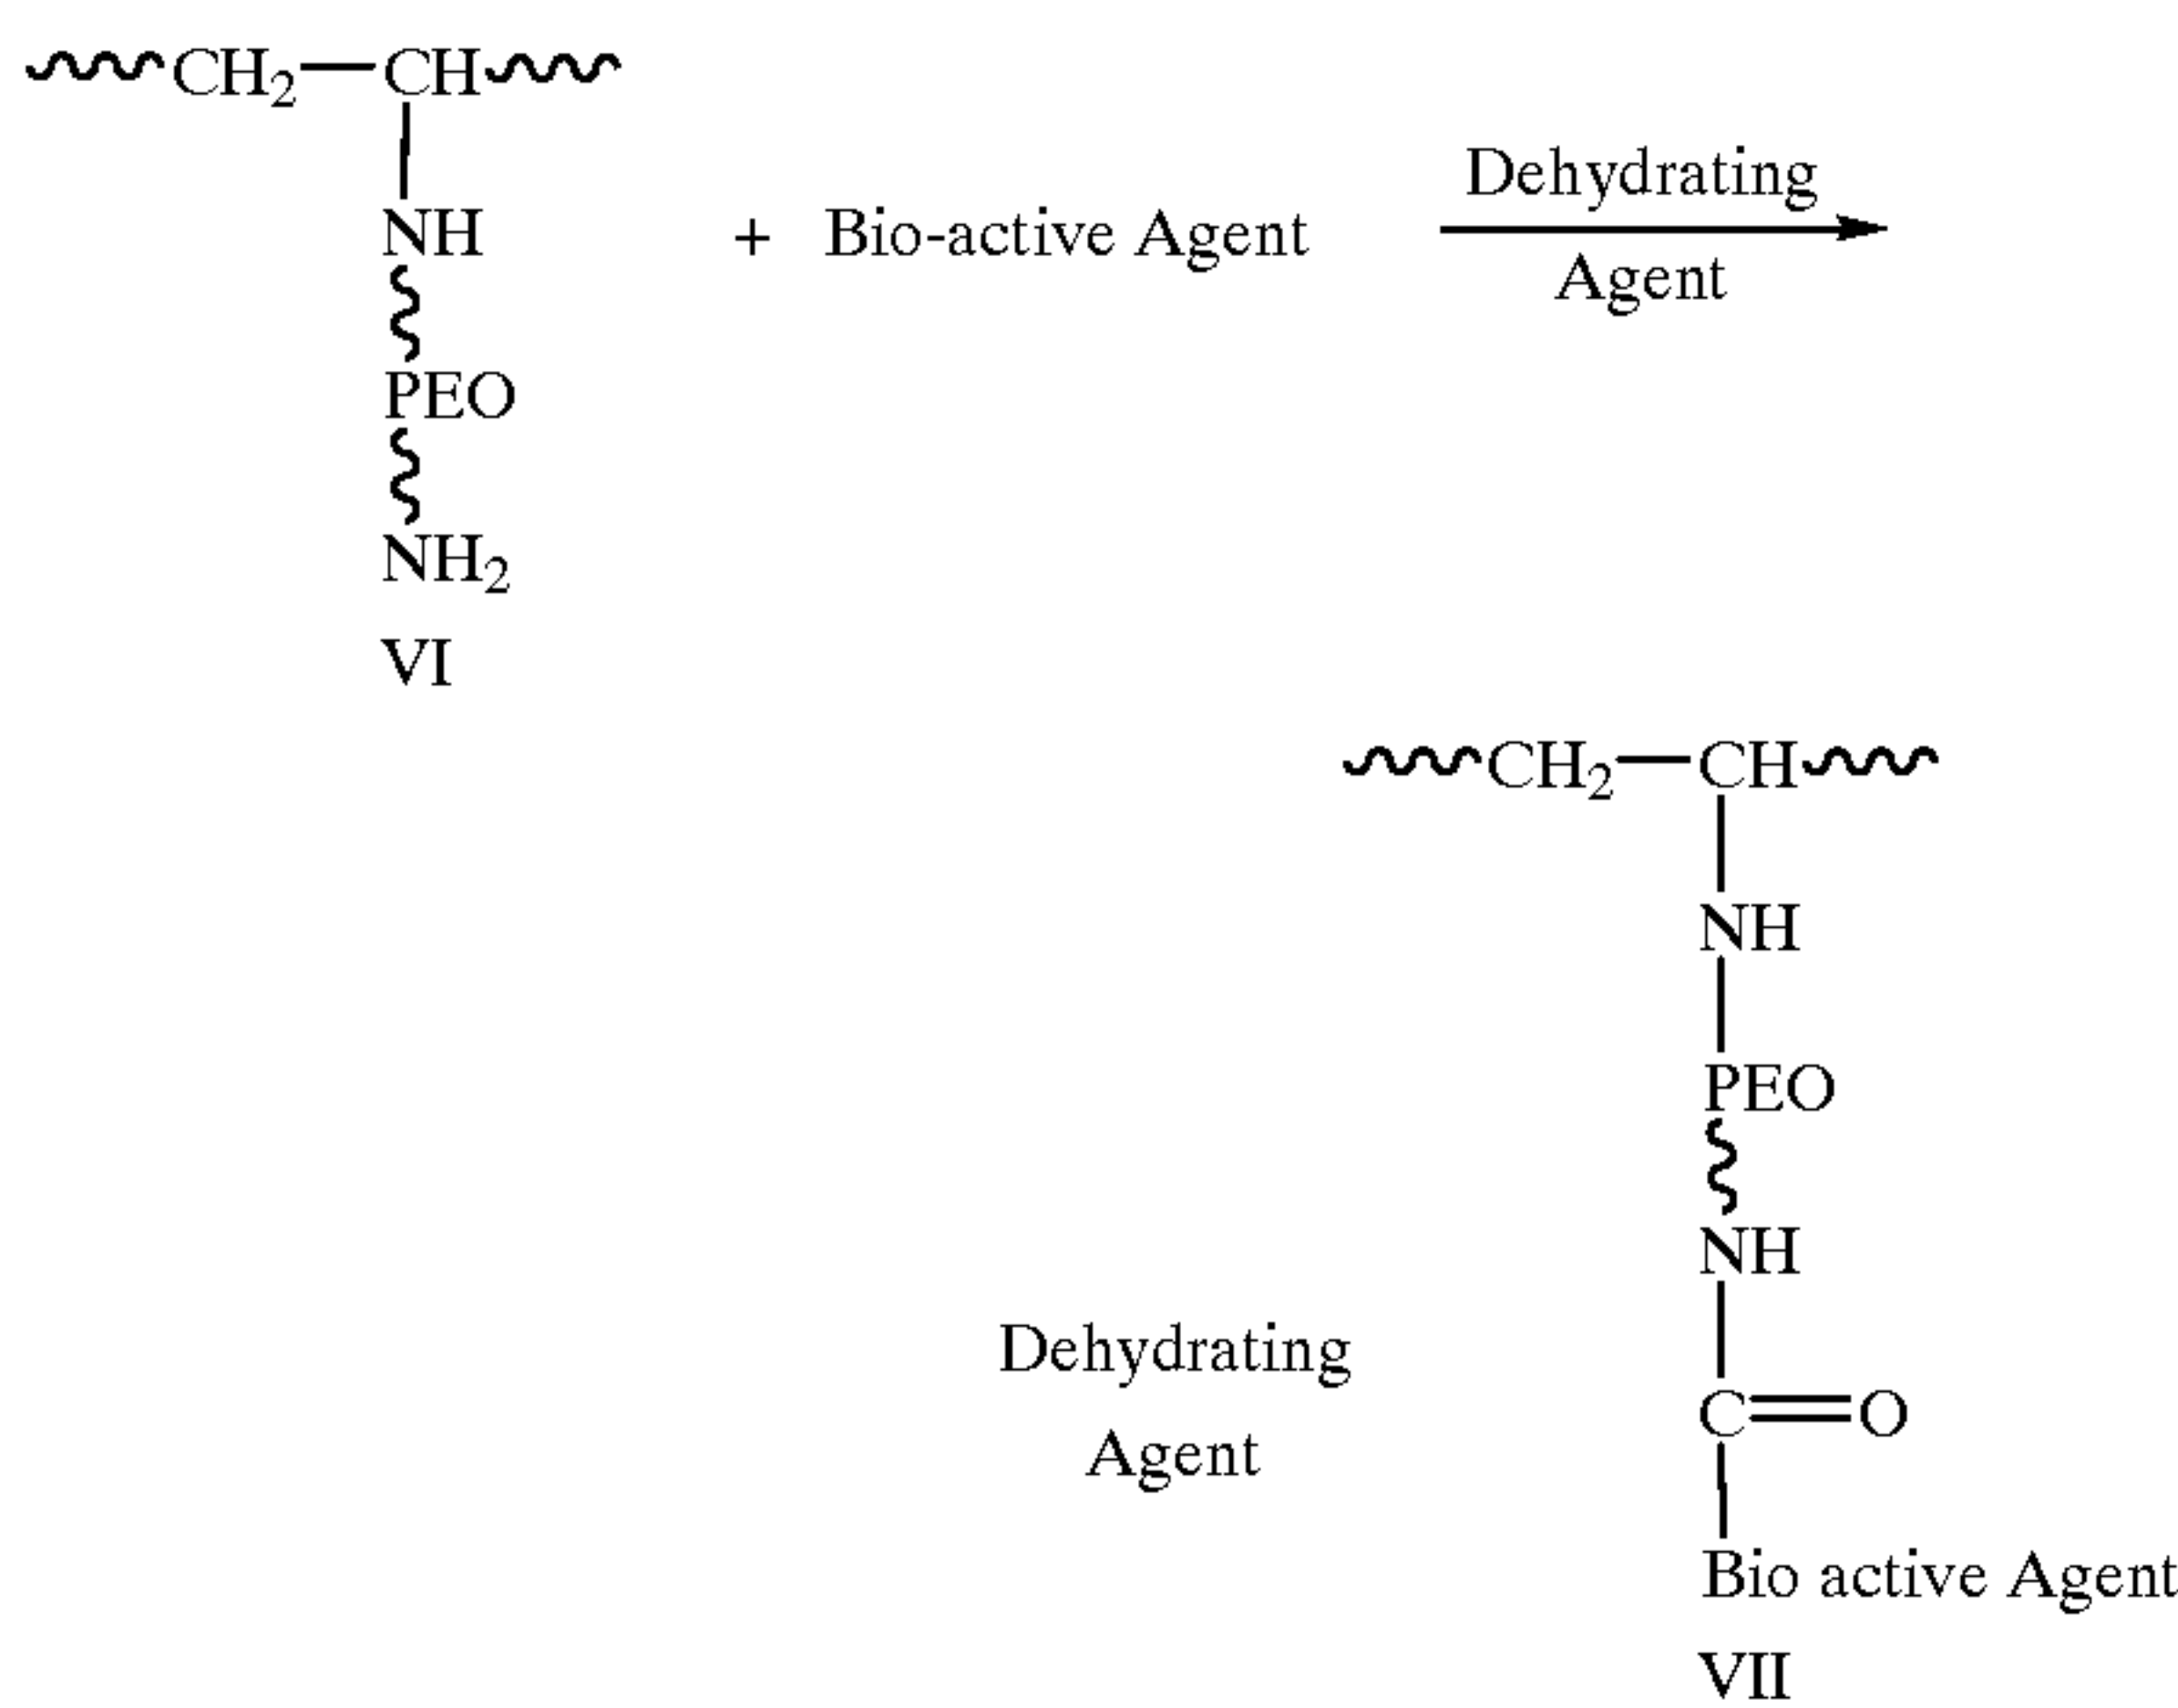 CH2—CH
Dehydrating
NH + Bio-active Agent
Agent
PEO
NH2
VI
CH2—CH
NH
PEO
NH
Dehydrating
C=O
Agent
Bio active Agent
VII